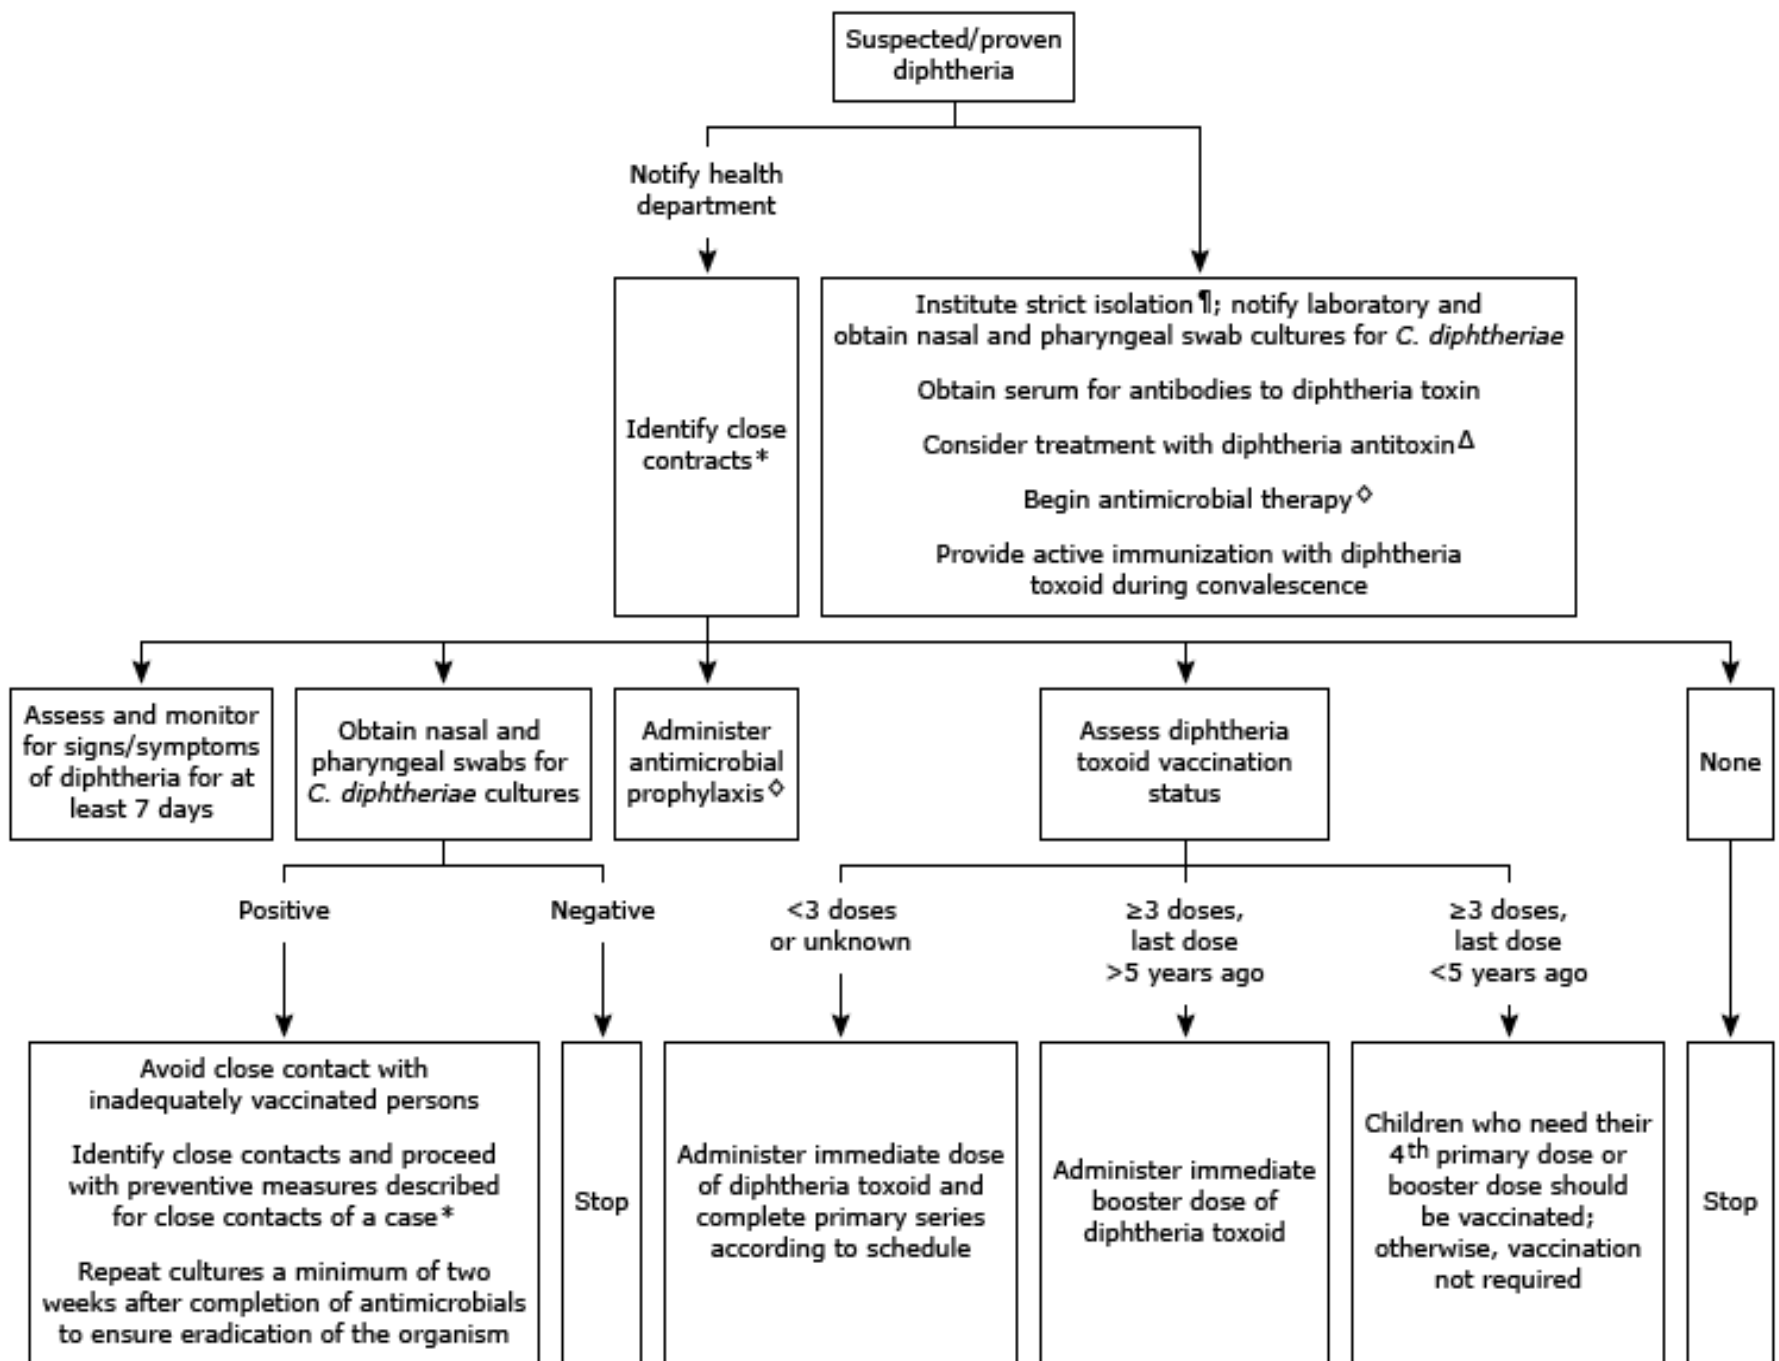 Suspected/proven
diphtheria
Notify health
department
Identify close
contracts*
Institute strict isolation¶; notify laboratory and
obtain nasal and pharyngeal swab cultures for C. diphtheriae
Obtain serum for antibodies to diphtheria toxin
Consider treatment with diphtheria antitoxinΔ
Begin antimicrobial therapy◊
Provide active immunization with diphtheria
toxoid during convalescence
Assess and monitor
for signs/symptoms
of diphtheria for at
least 7 days
Obtain nasal and
pharyngeal swabs for
C. diphtheriae cultures
Administer
antimicrobial
prophylaxis◊
Assess diphtheria
toxoid vaccination
status
None
Positive
Negative
<3 doses
or unknown
≥3 doses,
last dose
>5 years ago
≥3 doses,
last dose
<5 years ago
Avoid close contact with
inadequately vaccinated persons
Identify close contacts and proceed
with preventive measures described
for close contacts of a case*
Repeat cultures a minimum of two
weeks after completion of antimicrobials
to ensure eradication of the organism
Stop
Administer immediate dose
of diphtheria toxoid and
complete primary series
according to schedule
Administer immediate
booster dose of
diphtheria toxoid
Children who need their
4th primary dose or
booster dose should
be vaccinated;
otherwise, vaccination
not required
Stop